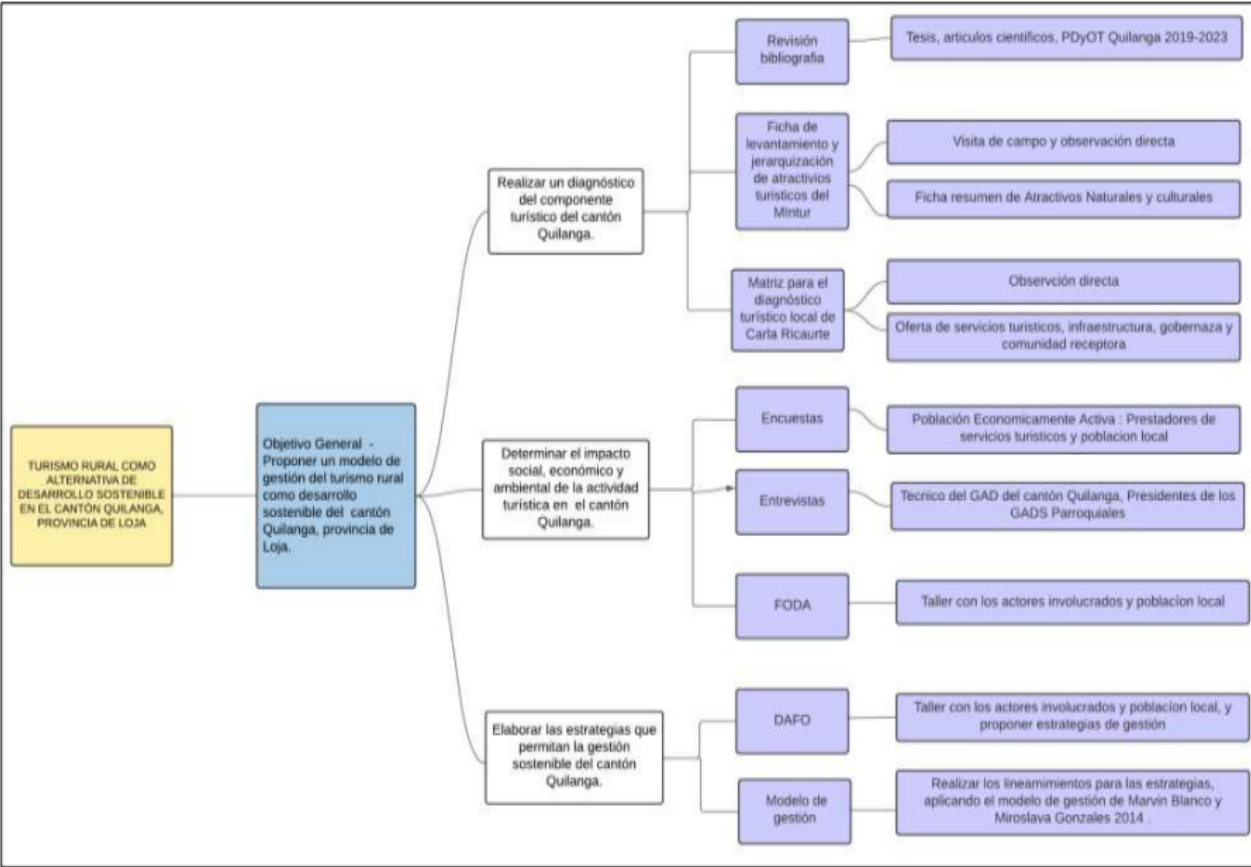 TURISMO RURAL COMO
ALTERNATIVA DE
DESARROLLO SOSTENIBLE
EN EL CANTÓN QUILANGA,
PROVINCIA DE LOJA
Objetivo General -
Proponer un modelo de
gestión del turismo rural
como desarrollo
sostenible del cantón
Quilanga, provincia de
Loja.
Realizar un diagnóstico
del componente
turístico del cantón
Quilanga.
Revisión
bibliografia
Tesis, articulos científicos, PDyOT Quilanga 2019-2023
Ficha de
levantamiento y
jerarquización
de atractivios
turisticos del
Mintur
Visita de campo y observación directa
Ficha resumen de Atractivos Naturales y culturales
Matriz para el
diagnóstico
turístico local de
Carla Ricaurte
Observción directa
Oferta de servicios turisticos, infraestructura, gobernaza y
comunidad receptora
Determinar el impacto
social, económico y
ambiental de la actividad
turística en el cantón
Quilanga.
Encuestas
Población Economicamente Activa : Prestadores de
servicios turisticos y poblacion local
Entrevistas
Tecnico del GAD del cantón Quilanga, Presidentes de los
GADS Parroquiales
FODA
Taller con los actores involucrados y poblacíon local
Elaborar las estrategias que
permitan la gestión
sostenible del cantón
Quilanga.
DAFO
Taller con los actores involucrados y poblacíon local, y
proponer estrategias de gestión
Modelo de
gestión
Realizar los lineamimientos para las estrategias,
aplicando el modelo de gestión de Marvin Blanco y
Miroslava Gonzales 2014 .